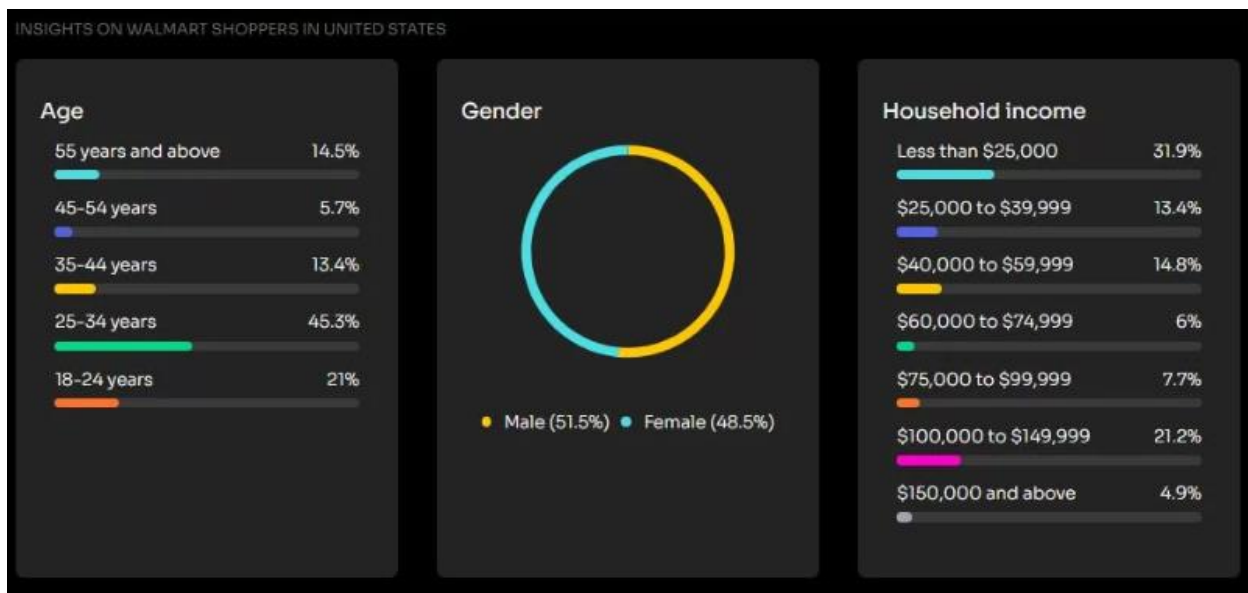 INSIGHTS ON WALMART SHOPPERS IN UNITED STATES
Age
55 years and above 14.5%
45-54 years 5.7%
35-44 years 13.4%
25-34 years 45.3%
18-24 years 21%
Gender
Male (51.5%) Female (48.5%)
Household income
Less than $25,000 31.9%
$25,000 to $39,999 13.4%
$40,000 to $59,999 14.8%
$60,000 to $74,999 6%
$75,000 to $99,999 7.7%
$100,000 to $149,999 21.2%
$150,000 and above 4.9%